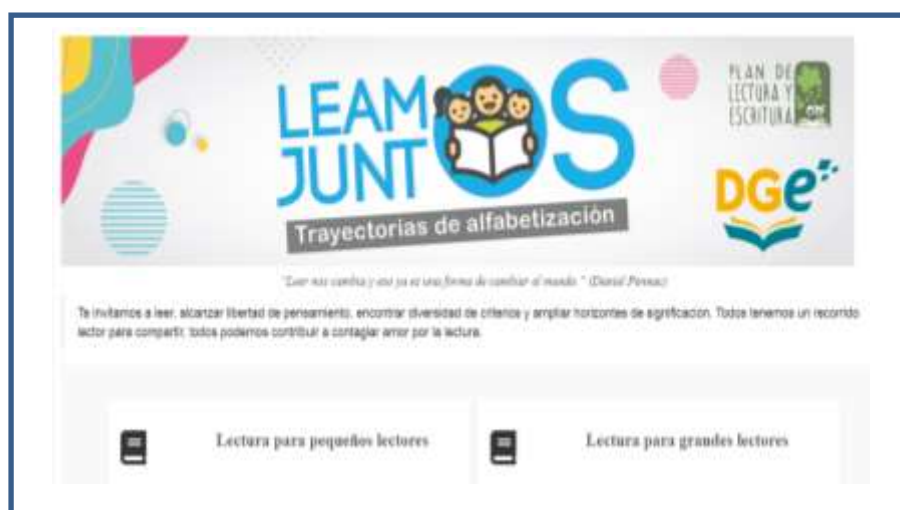 LEAMOS
JUNTOS
Trayectorias de alfabetización
PLAN DE
LECTURA Y
ESCRITURA
DGe
"Leer nos cambia y eso ya es una forma de cambiar el mundo." (Daniel Pennac)
Te invitamos a leer, alcanzar libertad de pensamiento, encontrar diversidad de criterios y ampliar horizontes de significación. Todos tenemos un recorrido
lector para compartir, todos podemos contribuir a contagiar amor por la lectura.
Lectura para pequeños lectores
Lectura para grandes lectores